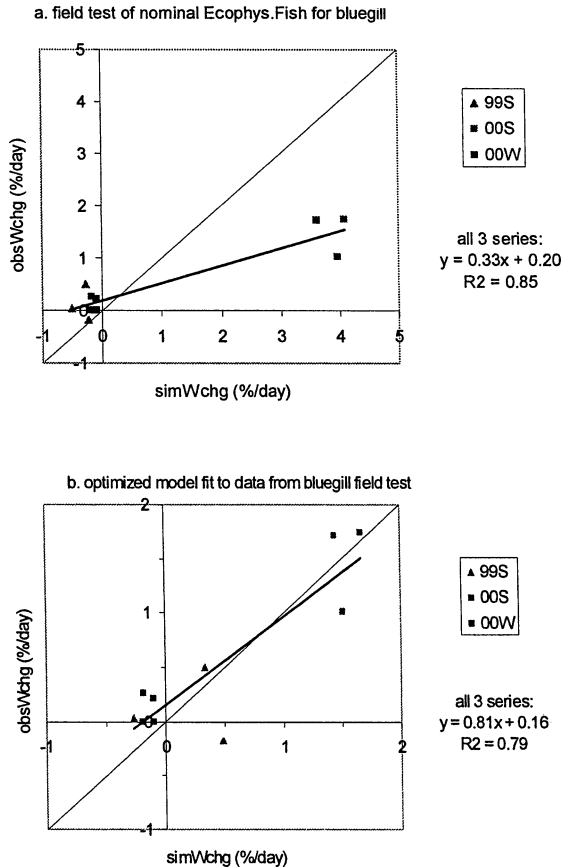 a. field test of nominal Ecophys.Fish for bluegill
5
4
3
2
1
0
-1
-1 0 1 2 3 4 5
obsWchg (%/day)
simWchg (%/day)
99S
00S
00W
all 3 series:
y = 0.33x + 0.20
R2 = 0.85
b. optimized model fit to data from bluegill field test
2
1
0
-1
-1 0 1 2
obsWchg (%/day)
simWchg (%/day)
99S
00S
00W
all 3 series:
y = 0.81x + 0.16
R2 = 0.79